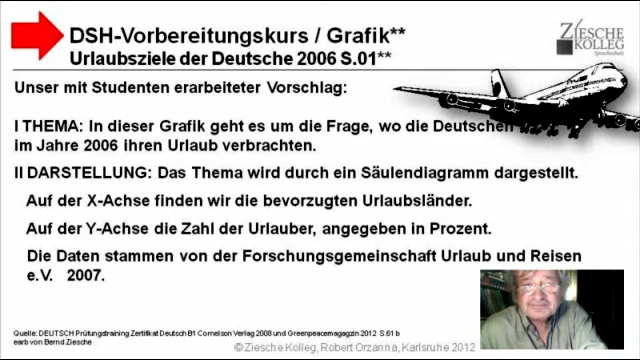 DSH-Vorbereitungskurs / Grafik**
Urlaubsziele der Deutsche 2006 S.01**
ZIESCHE
KOLLEG
Sprachschule
Unser mit Studenten erarbeiteter Vorschlag:
I THEMA: In dieser Grafik geht es um die Frage, wo die Deutschen
im Jahre 2006 ihren Urlaub verbrachten.
II DARSTELLUNG: Das Thema wird durch ein Säulendiagramm dargestellt.
Auf der X-Achse finden wir die bevorzugten Urlaubsländer.
Auf der Y-Achse die Zahl der Urlauber, angegeben in Prozent.
Die Daten stammen von der Forschungsgemeinschaft Urlaub und Reisen
e.V. 2007.
Quelle: DEUTSCH Prüfungstraining Zertifikat Deutsch B1 Cornelson Verlag 2008 und Greenpeacemagagzin 2012 S.61 b
earb von Bernd Ziesche
©Ziesche Kolleg, Robert Orzanna, Karlsruhe 2012